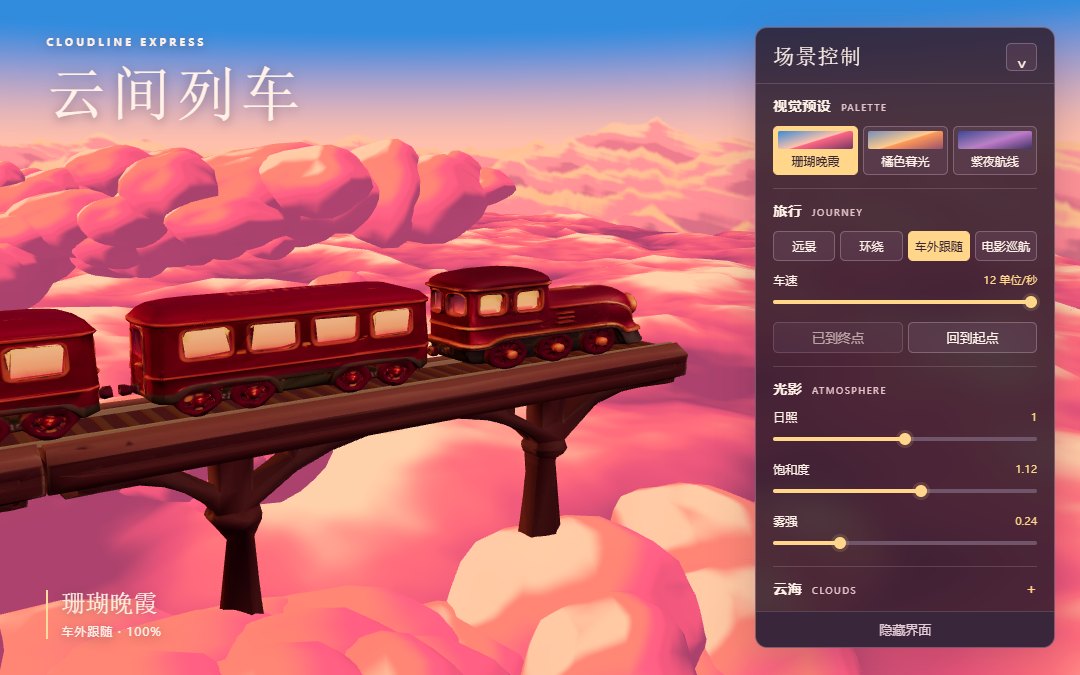 CLOUDLINE EXPRESS
云间列车
场景控制
v
视觉预设 PALETTE
珊瑚晚霞 橘色暮光 紫夜航线
旅行 JOURNEY
远景 环绕 车外跟随 电影巡航
车速 12 单位/秒
已到终点 回到起点
光影 ATMOSPHERE
日照 1
饱和度 1.12
雾强 0.24
云海 CLOUDS +
隐藏界面
珊瑚晚霞
车外跟随 · 100%